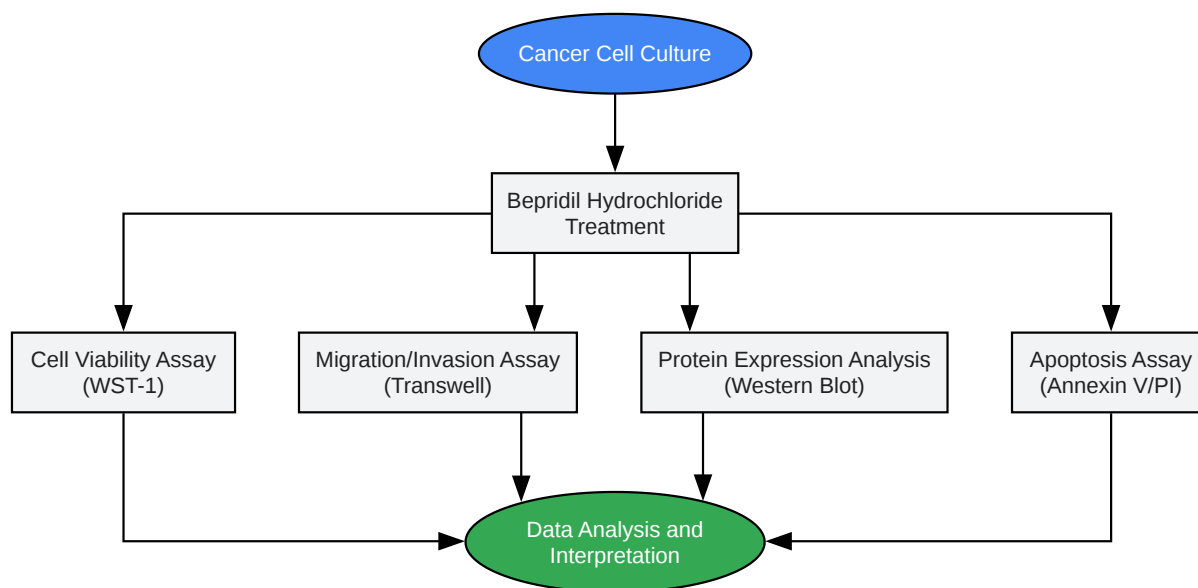 Cancer Cell Culture
Bepridil Hydrochloride
Treatment
Cell Viability Assay
(WST-1)
Migration/Invasion Assay
(Transwell)
Protein Expression Analysis
(Western Blot)
Apoptosis Assay
(Annexin V/PI)
Data Analysis and
Interpretation